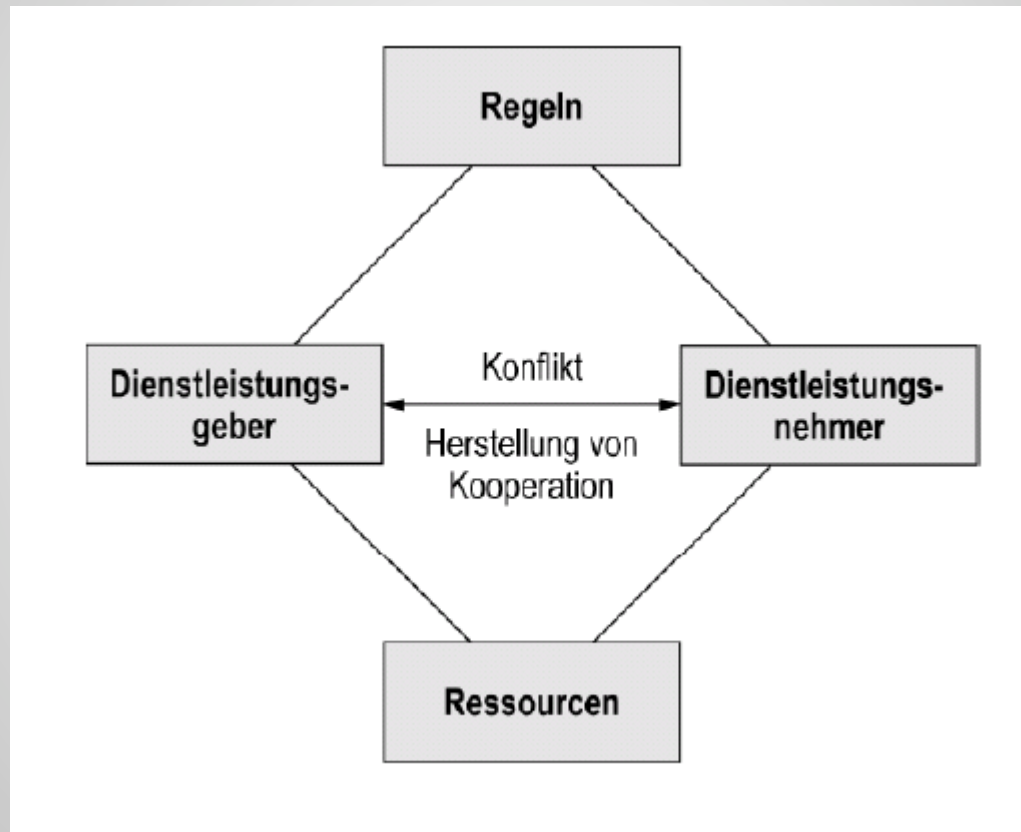 Regeln
Dienstleistungs-
geber
Konflikt
Herstellung von
Kooperation
Dienstleistungs-
nehmer
Ressourcen